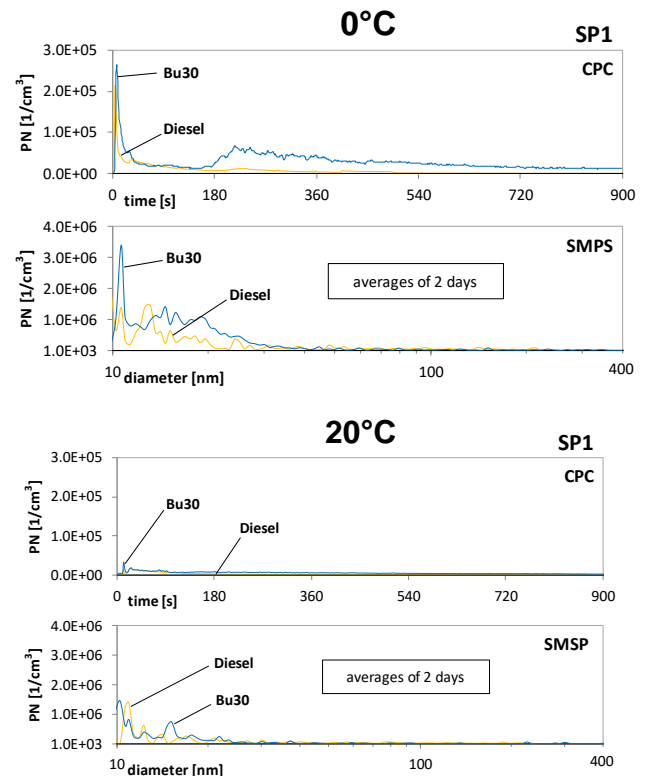 0°C
SP1
CPC
PN [1/cm³]
3.0E+05
2.0E+05
1.0E+05
0.0E+00
Bu30
Diesel
0 180 360 540 720 900
time [s]
SMPS
PN [1/cm³]
4.0E+06
3.0E+06
2.0E+06
1.0E+06
1.0E+03
Bu30
Diesel
averages of 2 days
10 100 400
diameter [nm]
20°C
SP1
CPC
PN [1/cm³]
3.0E+05
2.0E+05
1.0E+05
0.0E+00
Bu30
Diesel
0 180 360 540 720 900
time [s]
SMSP
PN [1/cm³]
4.0E+06
3.0E+06
2.0E+06
1.0E+06
1.0E+03
Diesel
Bu30
averages of 2 days
10 100 400
diameter [nm]